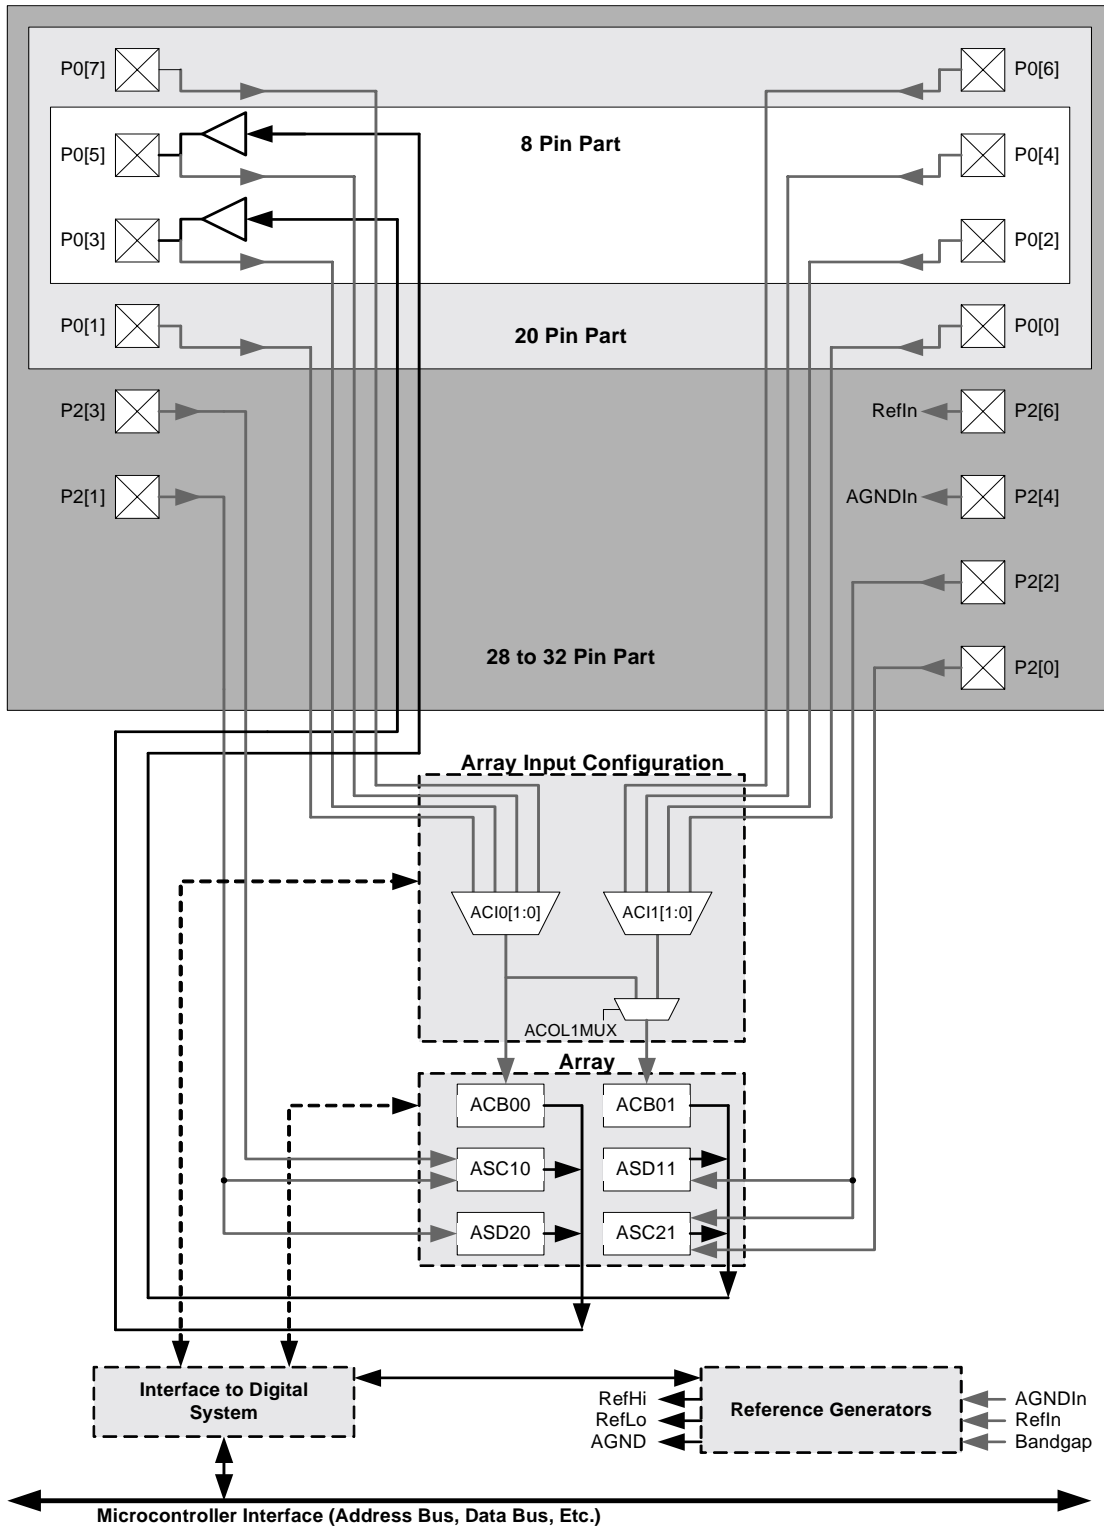 P0[7]
P0[6]
8 Pin Part
P0[5]
P0[4]
P0[3]
P0[2]
P0[1]
20 Pin Part
P0[0]
P2[3]
RefIn
P2[6]
P2[1]
AGNDIn
P2[4]
P2[2]
28 to 32 Pin Part
P2[0]
Array Input Configuration
ACI0[1:0]
ACI1[1:0]
ACOL1MUX
Array
ACB00
ACB01
ASC10
ASD11
ASD20
ASC21
Interface to Digital
System
RefHi
RefLo
AGND
Reference Generators
AGNDIn
RefIn
Bandgap
Microcontroller Interface (Address Bus, Data Bus, Etc.)